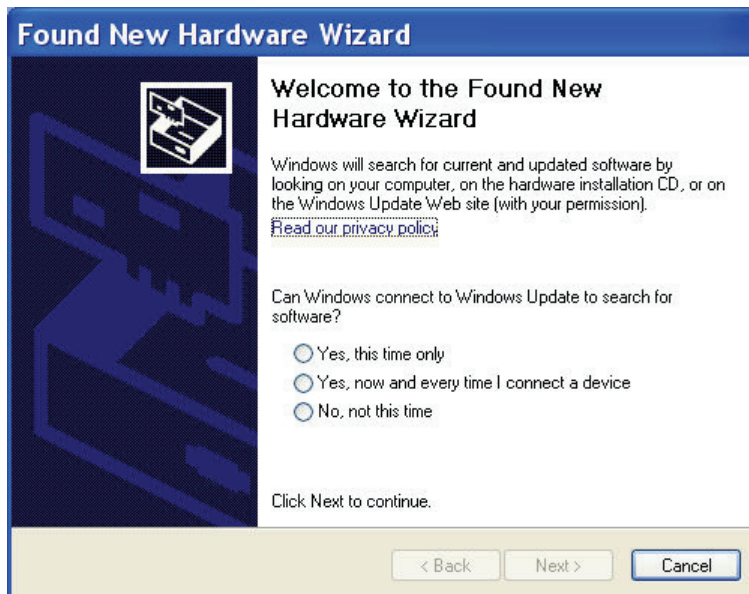 Found New Hardware Wizard
Welcome to the Found New
Hardware Wizard
Windows will search for current and updated software by
looking on your computer, on the hardware installation CD, or on
the Windows Update Web site (with your permission).
Read our privacy policy
Can Windows connect to Windows Update to search for
software?
Yes, this time only
Yes, now and every time I connect a device
No, not this time
Click Next to continue.
< Back Next > Cancel